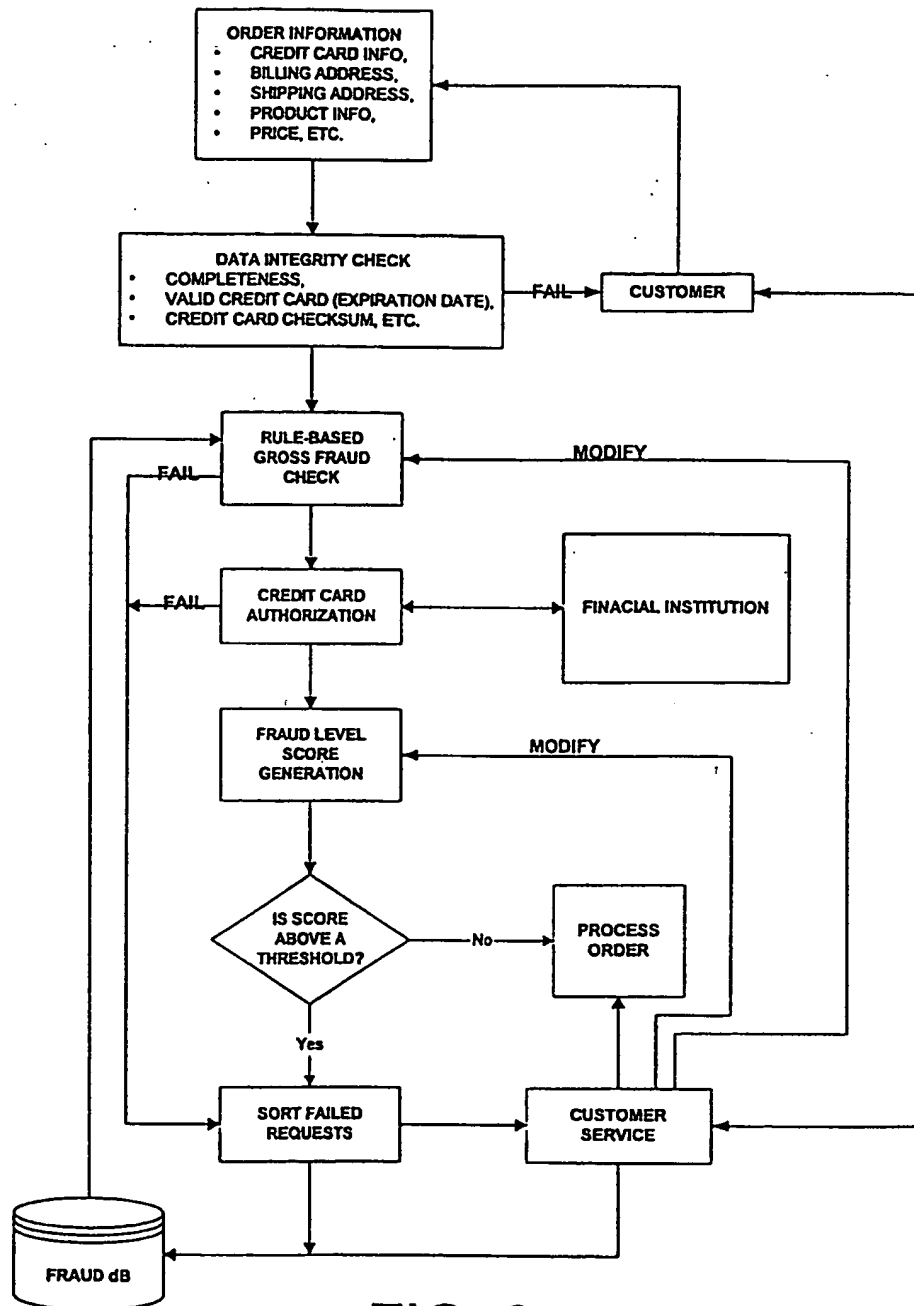 ORDER INFORMATION
• CREDIT CARD INFO,
• BILLING ADDRESS,
• SHIPPING ADDRESS,
• PRODUCT INFO,
• PRICE, ETC.
DATA INTEGRITY CHECK
• COMPLETENESS,
• VALID CREDIT CARD (EXPIRATION DATE),
• CREDIT CARD CHECKSUM, ETC.
FAIL
CUSTOMER
RULE-BASED
GROSS FRAUD
CHECK
MODIFY
FAIL
CREDIT CARD
AUTHORIZATION
FAIL
FINACIAL INSTITUTION
FRAUD LEVEL
SCORE
GENERATION
MODIFY
IS SCORE
ABOVE A
THRESHOLD?
No
PROCESS
ORDER
Yes
SORT FAILED
REQUESTS
CUSTOMER
SERVICE
FRAUD dB